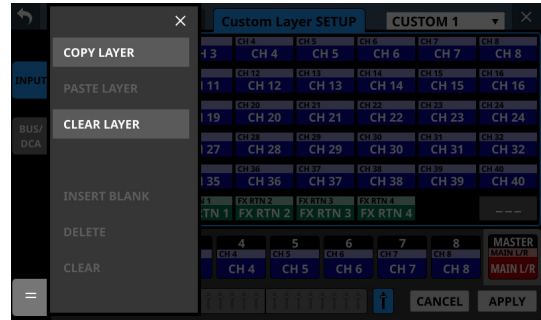 Custom Layer SETUP
CUSTOM 1
COPY LAYER
PASTE LAYER
CLEAR LAYER
INSERT BLANK
DELETE
CLEAR
INPUT
BUS/
DCA
CH 4 CH 5 CH 6 CH 7 CH 8
CH 4 CH 5 CH 6 CH 7 CH 8
CH 12 CH 13 CH 14 CH 15 CH 16
11 CH 12 CH 13 CH 14 CH 15 CH 16
CH 20 CH 21 CH 22 CH 23 CH 24
19 CH 20 CH 21 CH 22 CH 23 CH 24
CH 28 CH 29 CH 30 CH 31 CH 32
27 CH 28 CH 29 CH 30 CH 31 CH 32
CH 36 CH 37 CH 38 CH 39 CH 40
35 CH 36 CH 37 CH 38 CH 39 CH 40
FX RTN 2 FX RTN 3 FX RTN 4
TN 1 FX RTN 2 FX RTN 3 FX RTN 4 ---
4 5 6 7 8 MASTER
CH 4 CH 5 CH 6 CH 7 CH 8 MAIN L/R
CH 4 CH 5 CH 6 CH 7 CH 8 MAIN L/R
CANCEL
APPLY